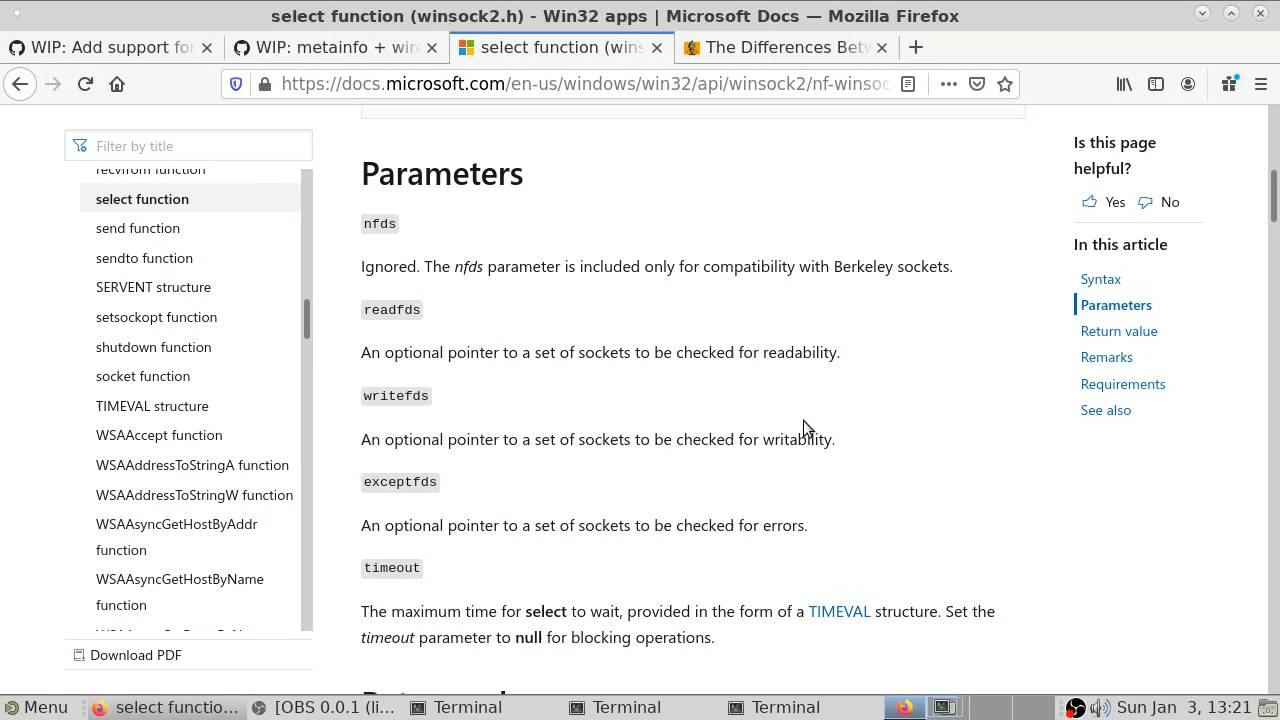 select function (winsock2.h) - Win32 apps | Microsoft Docs — Mozilla Firefox
WIP: Add support for
WIP: metainfo + wire
select function (wins
The Differences Betw
https://docs.microsoft.com/en-us/windows/win32/api/winsock2/nf-winsoc
Filter by title
recvfrom function
select function
send function
sendto function
SERVENT structure
setsockopt function
shutdown function
socket function
TIMEVAL structure
WSAAccept function
WSAAddressToStringA function
WSAAddressToStringW function
WSAAsyncGetHostByAddr
function
WSAAsyncGetHostByName
function
Download PDF
Parameters
nfds
Ignored. The nfds parameter is included only for compatibility with Berkeley sockets.
readfds
An optional pointer to a set of sockets to be checked for readability.
writefds
An optional pointer to a set of sockets to be checked for writability.
exceptfds
An optional pointer to a set of sockets to be checked for errors.
timeout
The maximum time for select to wait, provided in the form of a TIMEVAL structure. Set the
timeout parameter to null for blocking operations.
Is this page
helpful?
Yes No
In this article
Syntax
Parameters
Return value
Remarks
Requirements
See also
Menu
select functio...
[OBS 0.0.1 (li...
Terminal
Terminal
Terminal
Sun Jan 3, 13:21